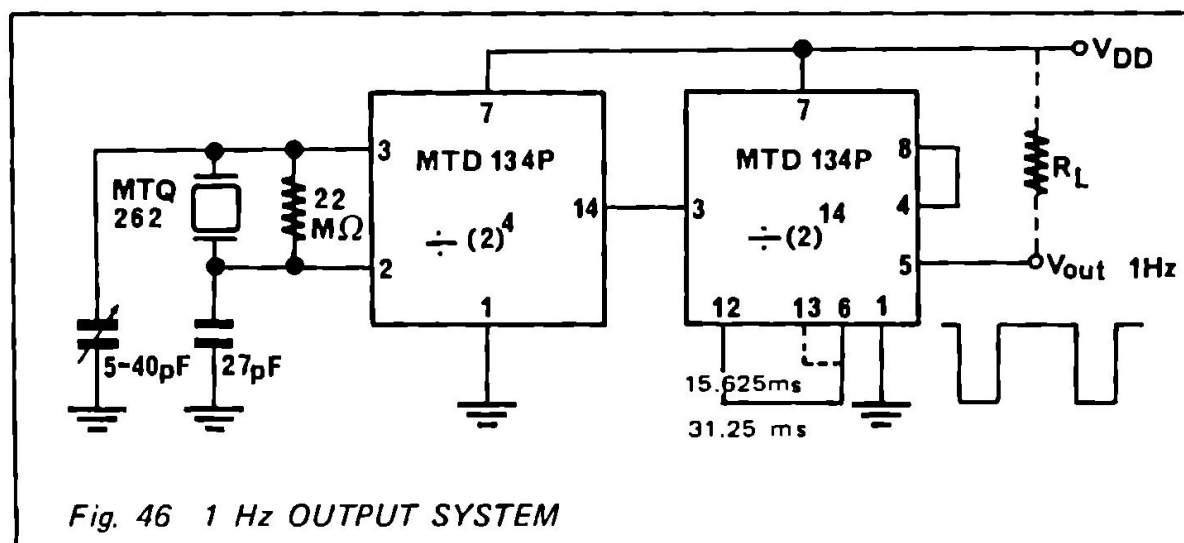 VDD
7
7
3
MTD 134P
MTD 134P
8
RL
MTQ
262
22
MΩ
14
3
4
÷ (2)4
÷ (2)14
2
5
Vout 1Hz
1
12
13
6
1
5-40pF
27pF
15.625ms
31.25 ms
Fig. 46 1 Hz OUTPUT SYSTEM